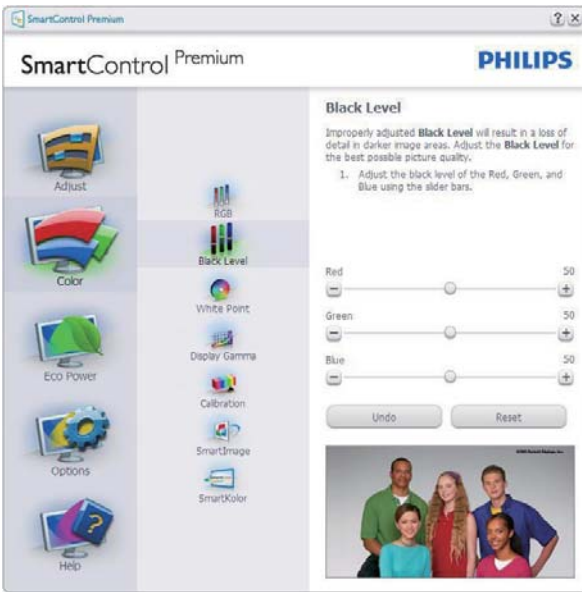 SmartControl Premium
SmartControl Premium
PHILIPS
Adjust
Color
Eco Power
Options
Help
RGB
Black Level
White Point
Display Gamma
Calibration
SmartImage
SmartKolor
Black Level
Improperly adjusted Black Level will result in a loss of
detail in darker image areas. Adjust the Black Level for
the best possible picture quality.
1. Adjust the black level of the Red, Green, and
Blue using the slider bars.
Red 50
Green 50
Blue 50
Undo Reset